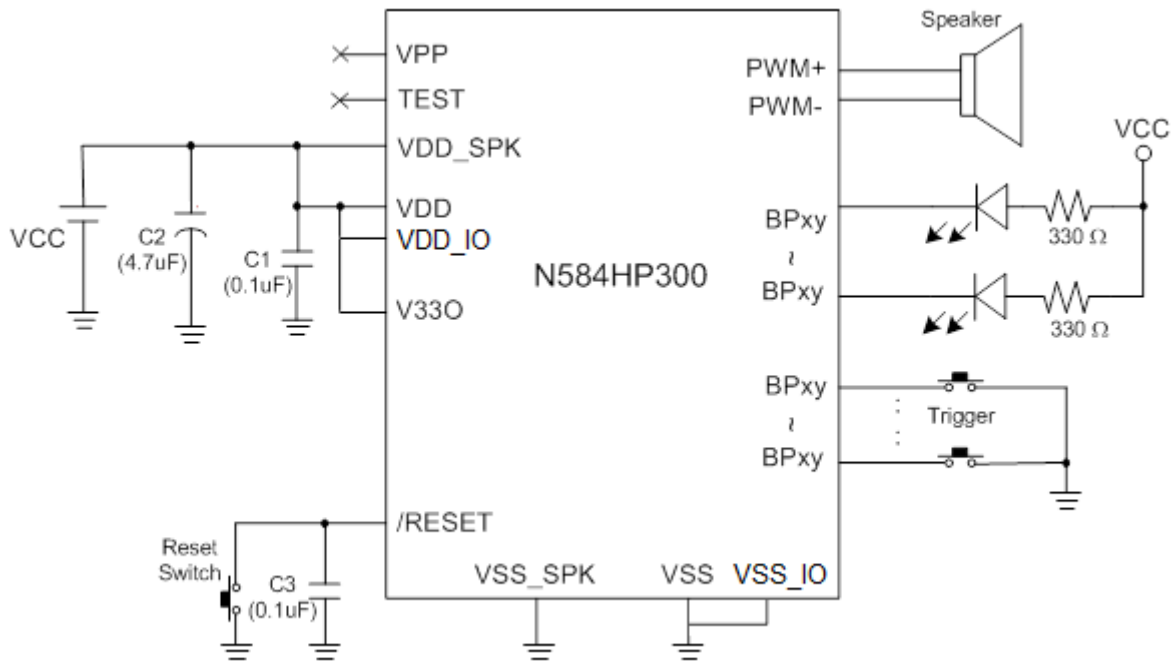 Speaker
VPP
PWM+
TEST
PWM-
VCC
VDD_SPK
VDD
BPxy
VCC
C2
(4.7uF)
VDD_IO
330 Ω
C1
(0.1uF)
~
N584HP300
BPxy
V33O
330 Ω
BPxy
Trigger
~
BPxy
/RESET
Reset
Switch
C3
(0.1uF)
VSS_SPK
VSS
VSS_IO